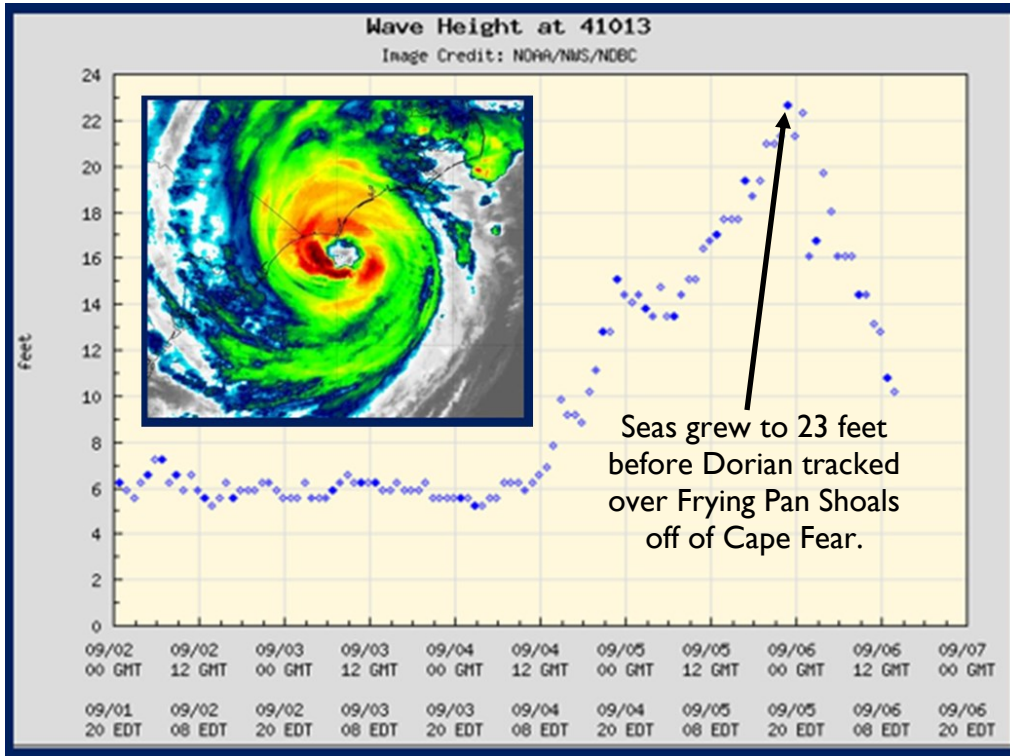 Wave Height at 41013
Image Credit: NOAA/NWS/NDBC
24
22
20
18
16
14
12
10
8
6
4
2
0
feet
Seas grew to 23 feet
before Dorian tracked
over Frying Pan Shoals
off of Cape Fear.
09/02 09/02 09/03 09/03 09/04 09/04 09/05 09/05 09/06 09/06 09/07
00 GMT 12 GMT 00 GMT 12 GMT 00 GMT 12 GMT 00 GMT 12 GMT 00 GMT 12 GMT 00 GMT
09/01 09/02 09/02 09/03 09/03 09/04 09/04 09/05 09/05 09/06 09/06
20 EDT 08 EDT 20 EDT 08 EDT 20 EDT 08 EDT 20 EDT 08 EDT 20 EDT 08 EDT 20 EDT